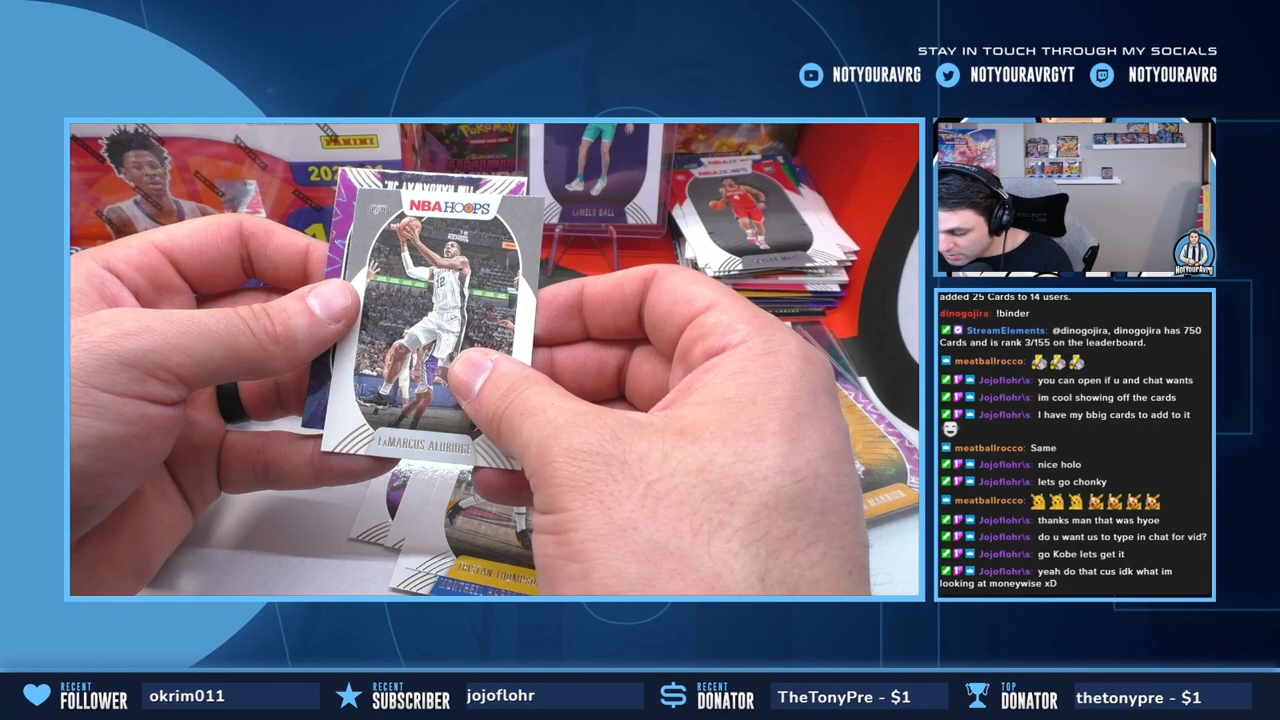 STAY IN TOUCH THROUGH MY SOCIALS
NOTYOURAVRG NOTYOURAVRGYT NOTYOURAVRG
PANINI
NBA HOOPS
LAMELO BALL
LAMARCUS ALDRIDGE
TRISTAN THOMPSON
NOTYOURAVRG
added 25 Cards to 14 users.
dinogojira: !binder
StreamElements: @dinogojira, dinogojira has 750
Cards and is rank 3/155 on the leaderboard.
meatballrocco:
Jojoflohr\s: you can open if u and chat wants
Jojoflohr\s: im cool showing off the cards
Jojoflohr\s: I have my bbig cards to add to it
meatballrocco: Same
Jojoflohr\s: nice holo
Jojoflohr\s: lets go chonky
meatballrocco:
Jojoflohr\s: thanks man that was hyoe
Jojoflohr\s: do u want us to type in chat for vid?
Jojoflohr\s: go Kobe lets get it
Jojoflohr\s: yeah do that cus idk what im
looking at moneywise xD
RECENT FOLLOWER okrim011
RECENT SUBSCRIBER jojoflohr
RECENT DONATOR TheTonyPre - $1
TOP DONATOR thetonypre - $1